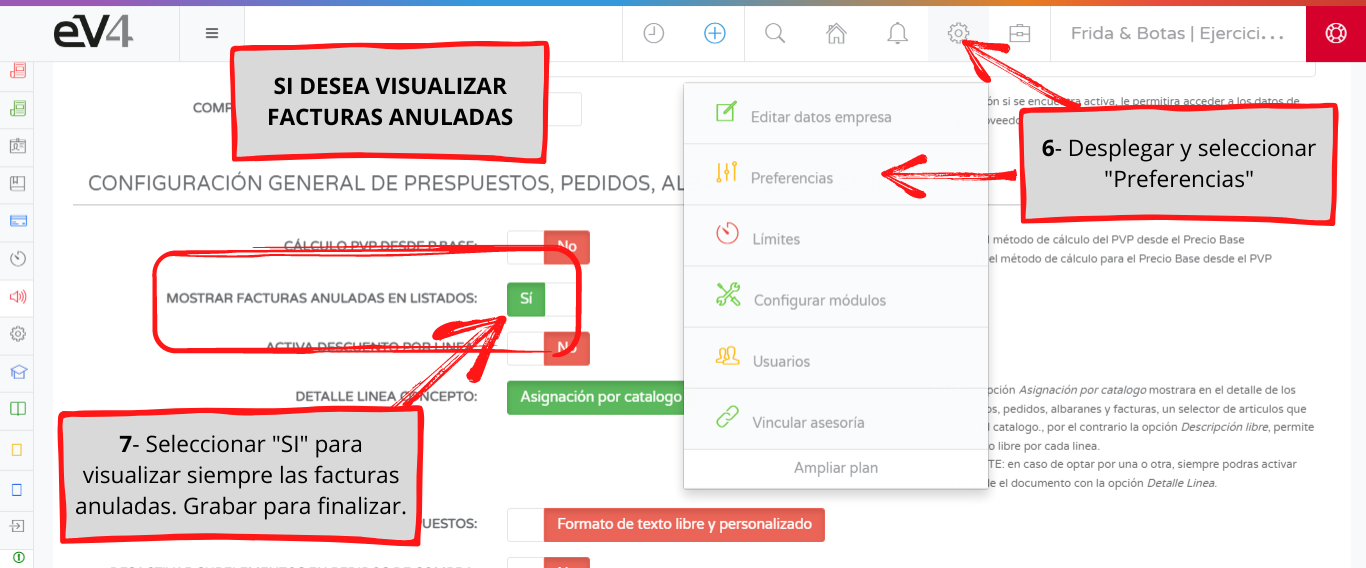 eV4
Frida & Botas | Ejercici...
SI DESEA VISUALIZAR
FACTURAS ANULADAS
COMP
ón si se encuentra activa, le permitira acceder a los datos de
oveedo
Editar datos empresa
6- Desplegar y seleccionar
"Preferencias"
Preferencias
CONFIGURACIÓN GENERAL DE PRESPUESTOS, PEDIDOS, AL
CÁLCULO PVP DESDE P.BASE:
No
Límites
l método de cálculo del PVP desde el Precio Base
el método de cálculo para el Precio Base desde el PVP
MOSTRAR FACTURAS ANULADAS EN LISTADOS:
Sí
Configurar módulos
ACTIVA DESCUENTO POR LINEA:
No
Usuarios
DETALLE LINEA CONCEPTO:
Asignación por catalogo
pción Asignación por catalogo mostrara en el detalle de los
os, pedidos, albaranes y facturas, un selector de articulos que
l catalogo., por el contrario la opción Descripción libre, permite
o libre por cada linea.
TE: en caso de optar por una o otra, siempre podras activar
de el documento con la opción Detalle Linea.
Vincular asesoría
Ampliar plan
7- Seleccionar "SI" para
visualizar siempre las facturas
anuladas. Grabar para finalizar.
UESTOS:
Formato de texto libre y personalizado